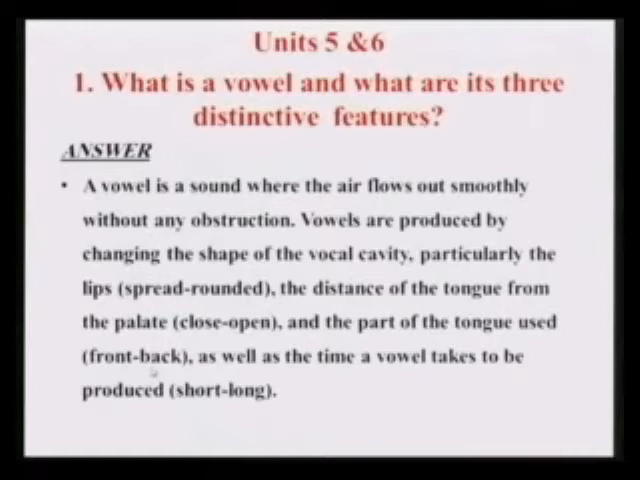 Units 5 &6
1. What is a vowel and what are its three
distinctive features?
ANSWER
• A vowel is a sound where the air flows out smoothly
without any obstruction. Vowels are produced by
changing the shape of the vocal cavity, particularly the
lips (spread-rounded), the distance of the tongue from
the palate (close-open), and the part of the tongue used
(front-back), as well as the time a vowel takes to be
produced (short-long).